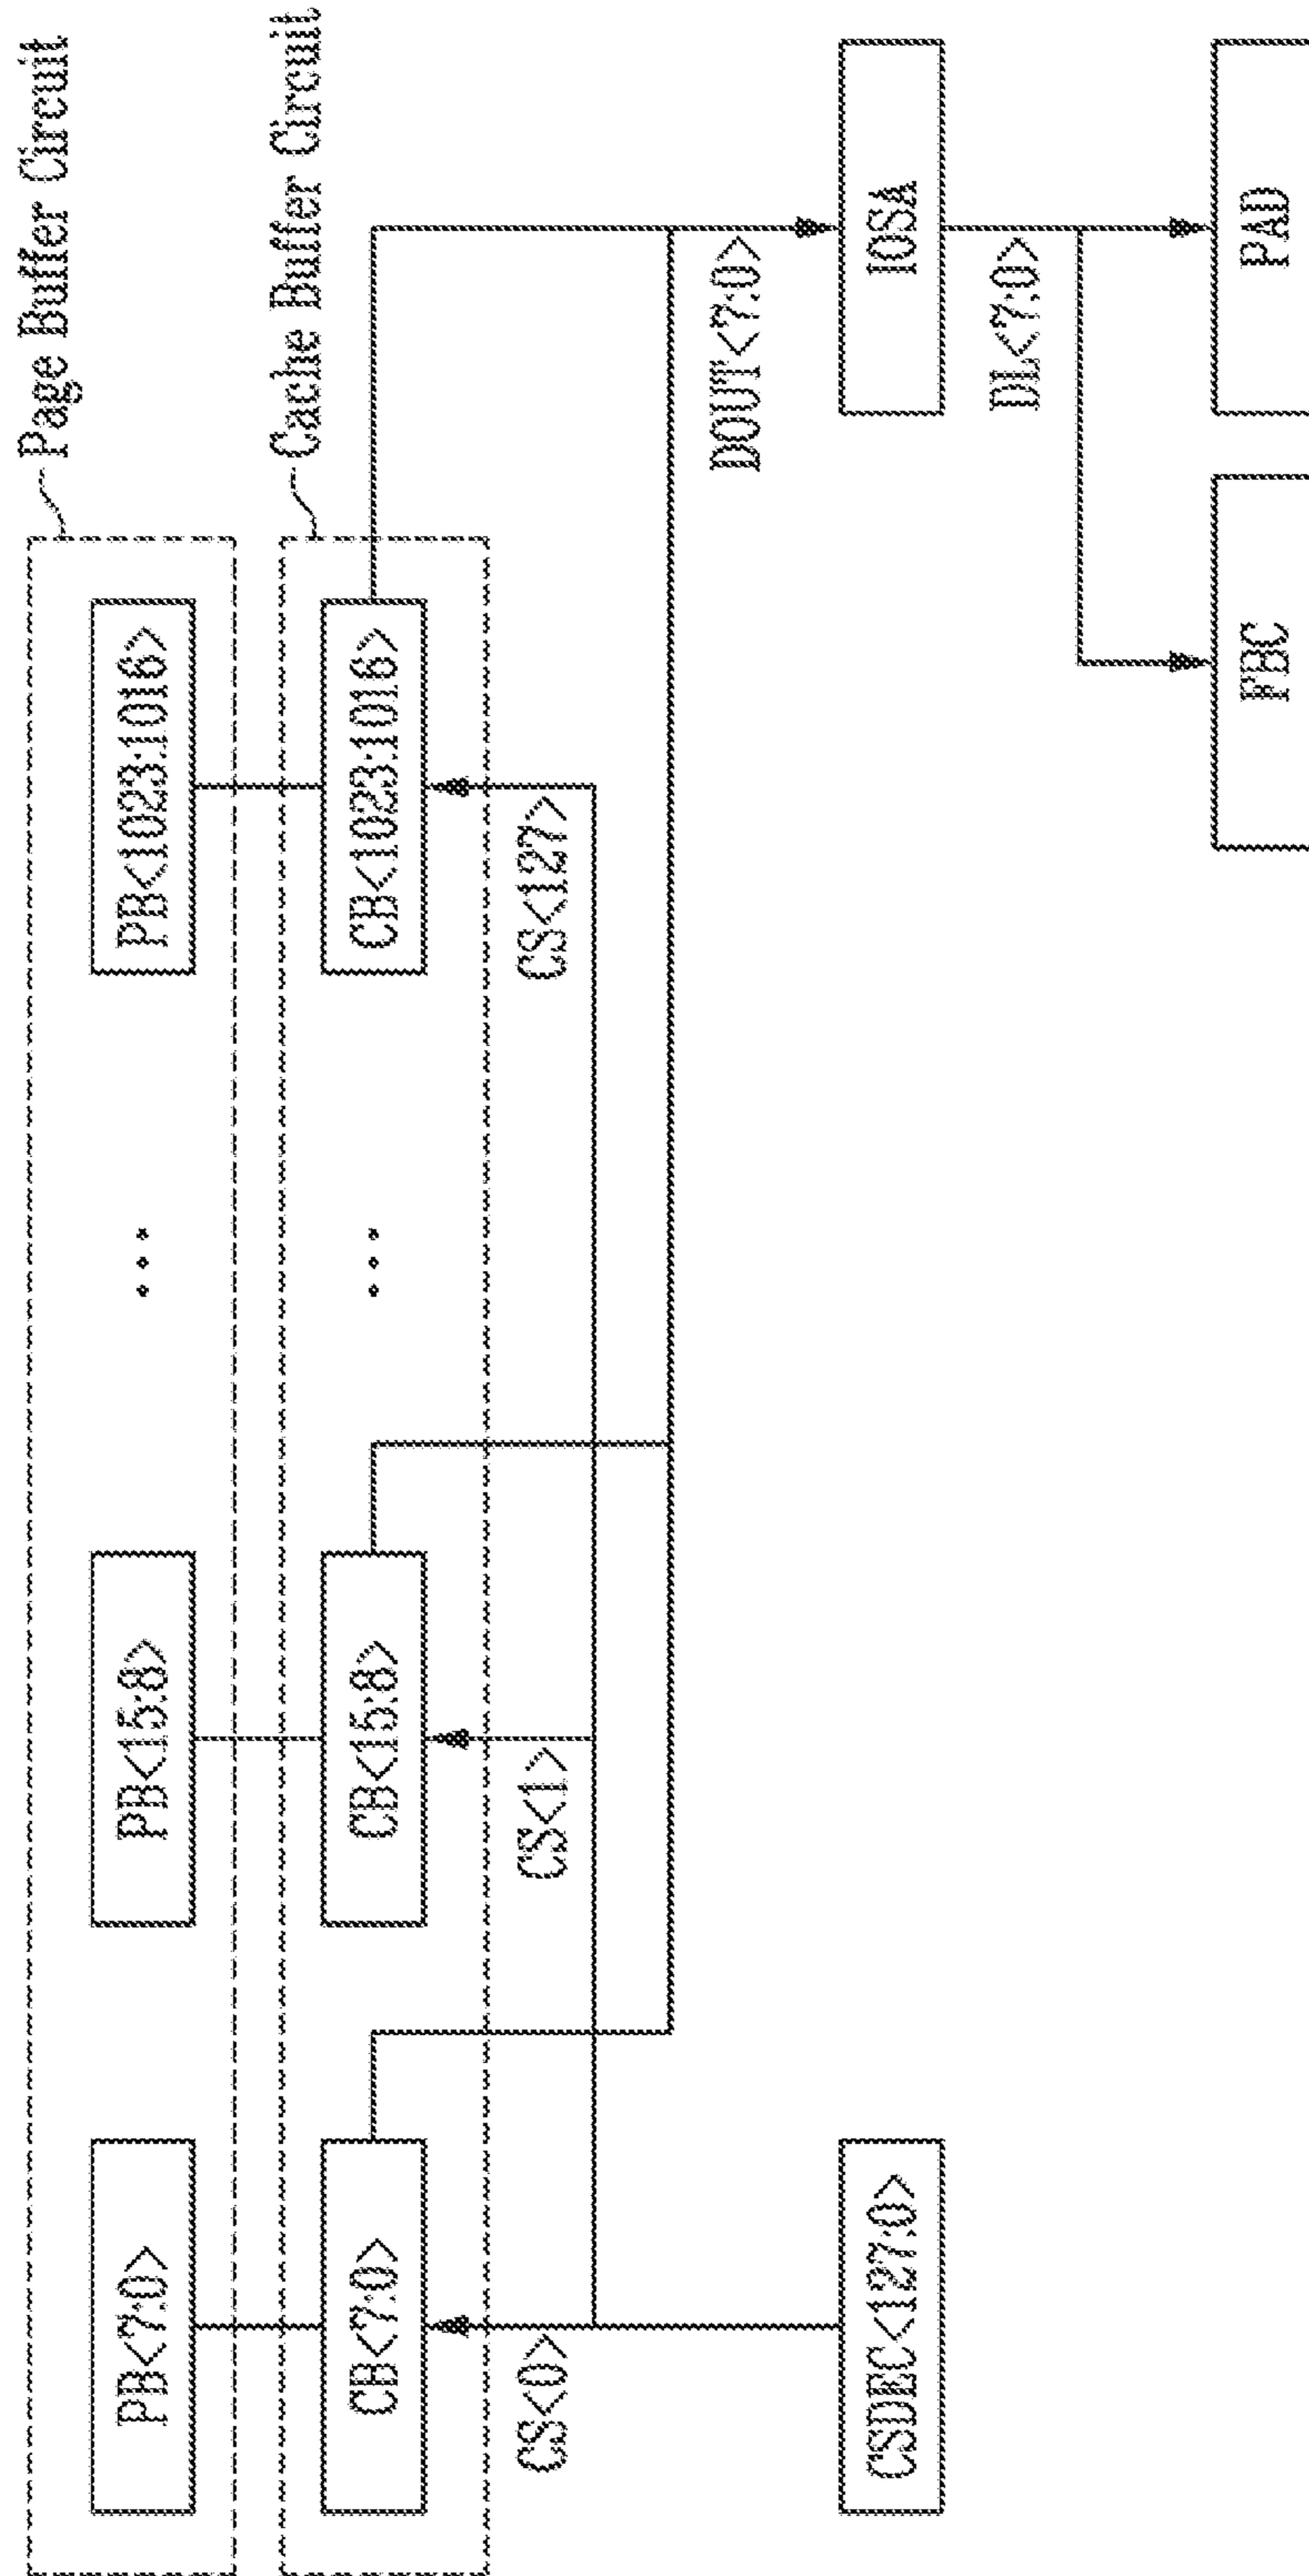 Page Buffer Circuit
PB<7:0>
PB<15:8>
...
PB<1023:1016>
Cache Buffer Circuit
CB<7:0>
CB<15:8>
...
CB<1023:1016>
CS<0>
CS<1>
CS<127>
DOUT<7:0>
CSDEC<127:0>
IOSA
DL<7:0>
FBC
PAD